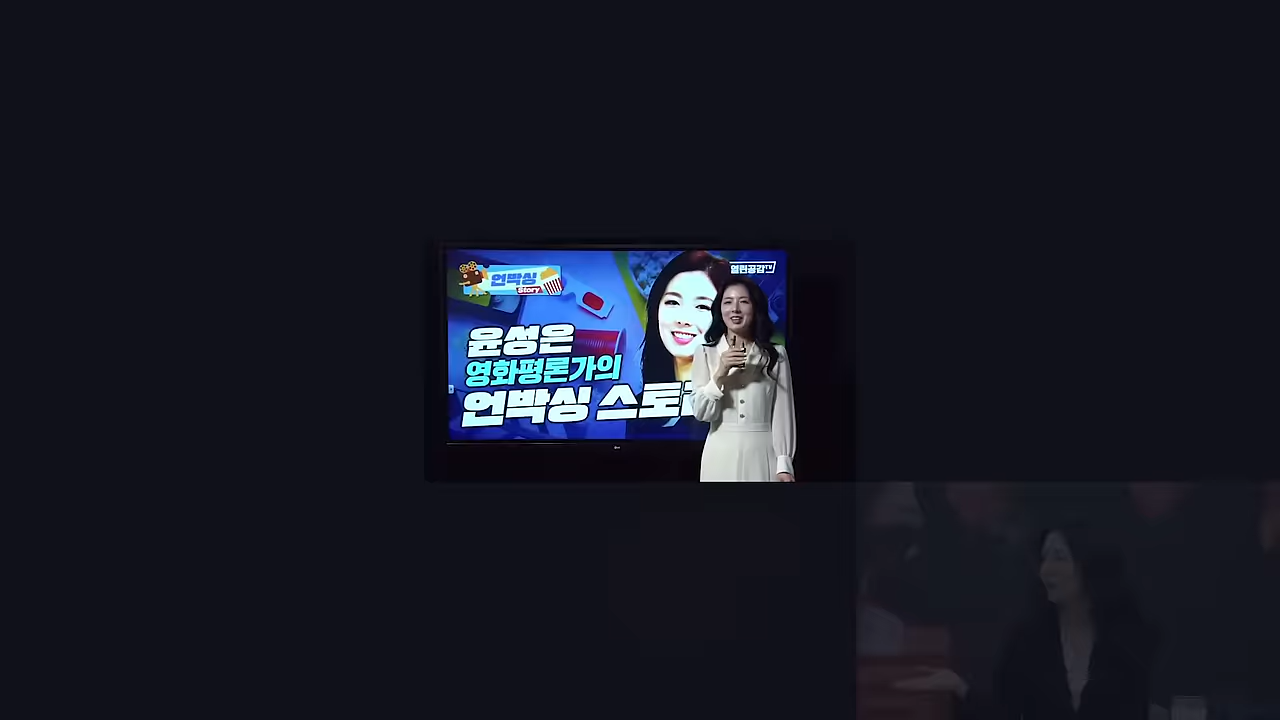 언박싱
Story
열린공감TV
윤성은
영화평론가의
언박싱 스토